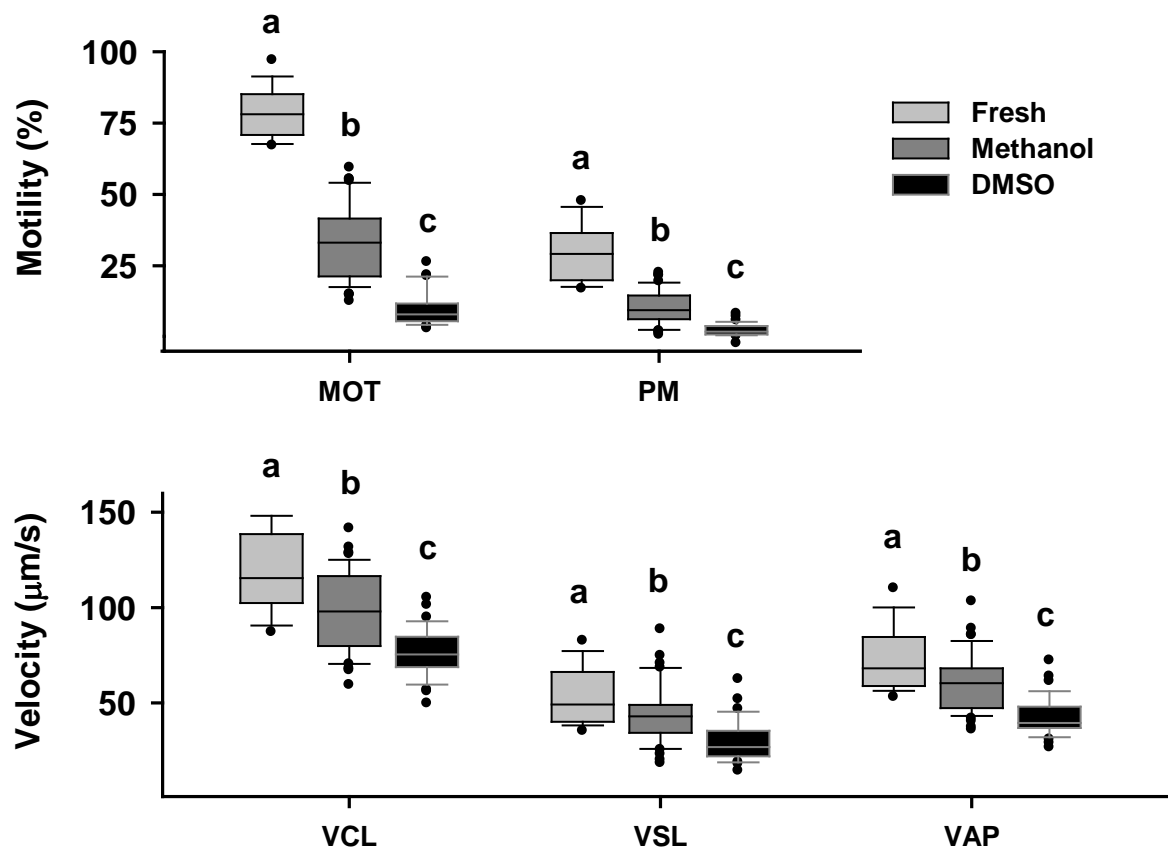 a
100
Motility (%)
75
50
25
b
c
a
b
c
Fresh
Methanol
DMSO
MOT
PM
Velocity (μm/s)
150
100
50
a
b
c
a
b
c
a
b
c
VCL
VSL
VAP